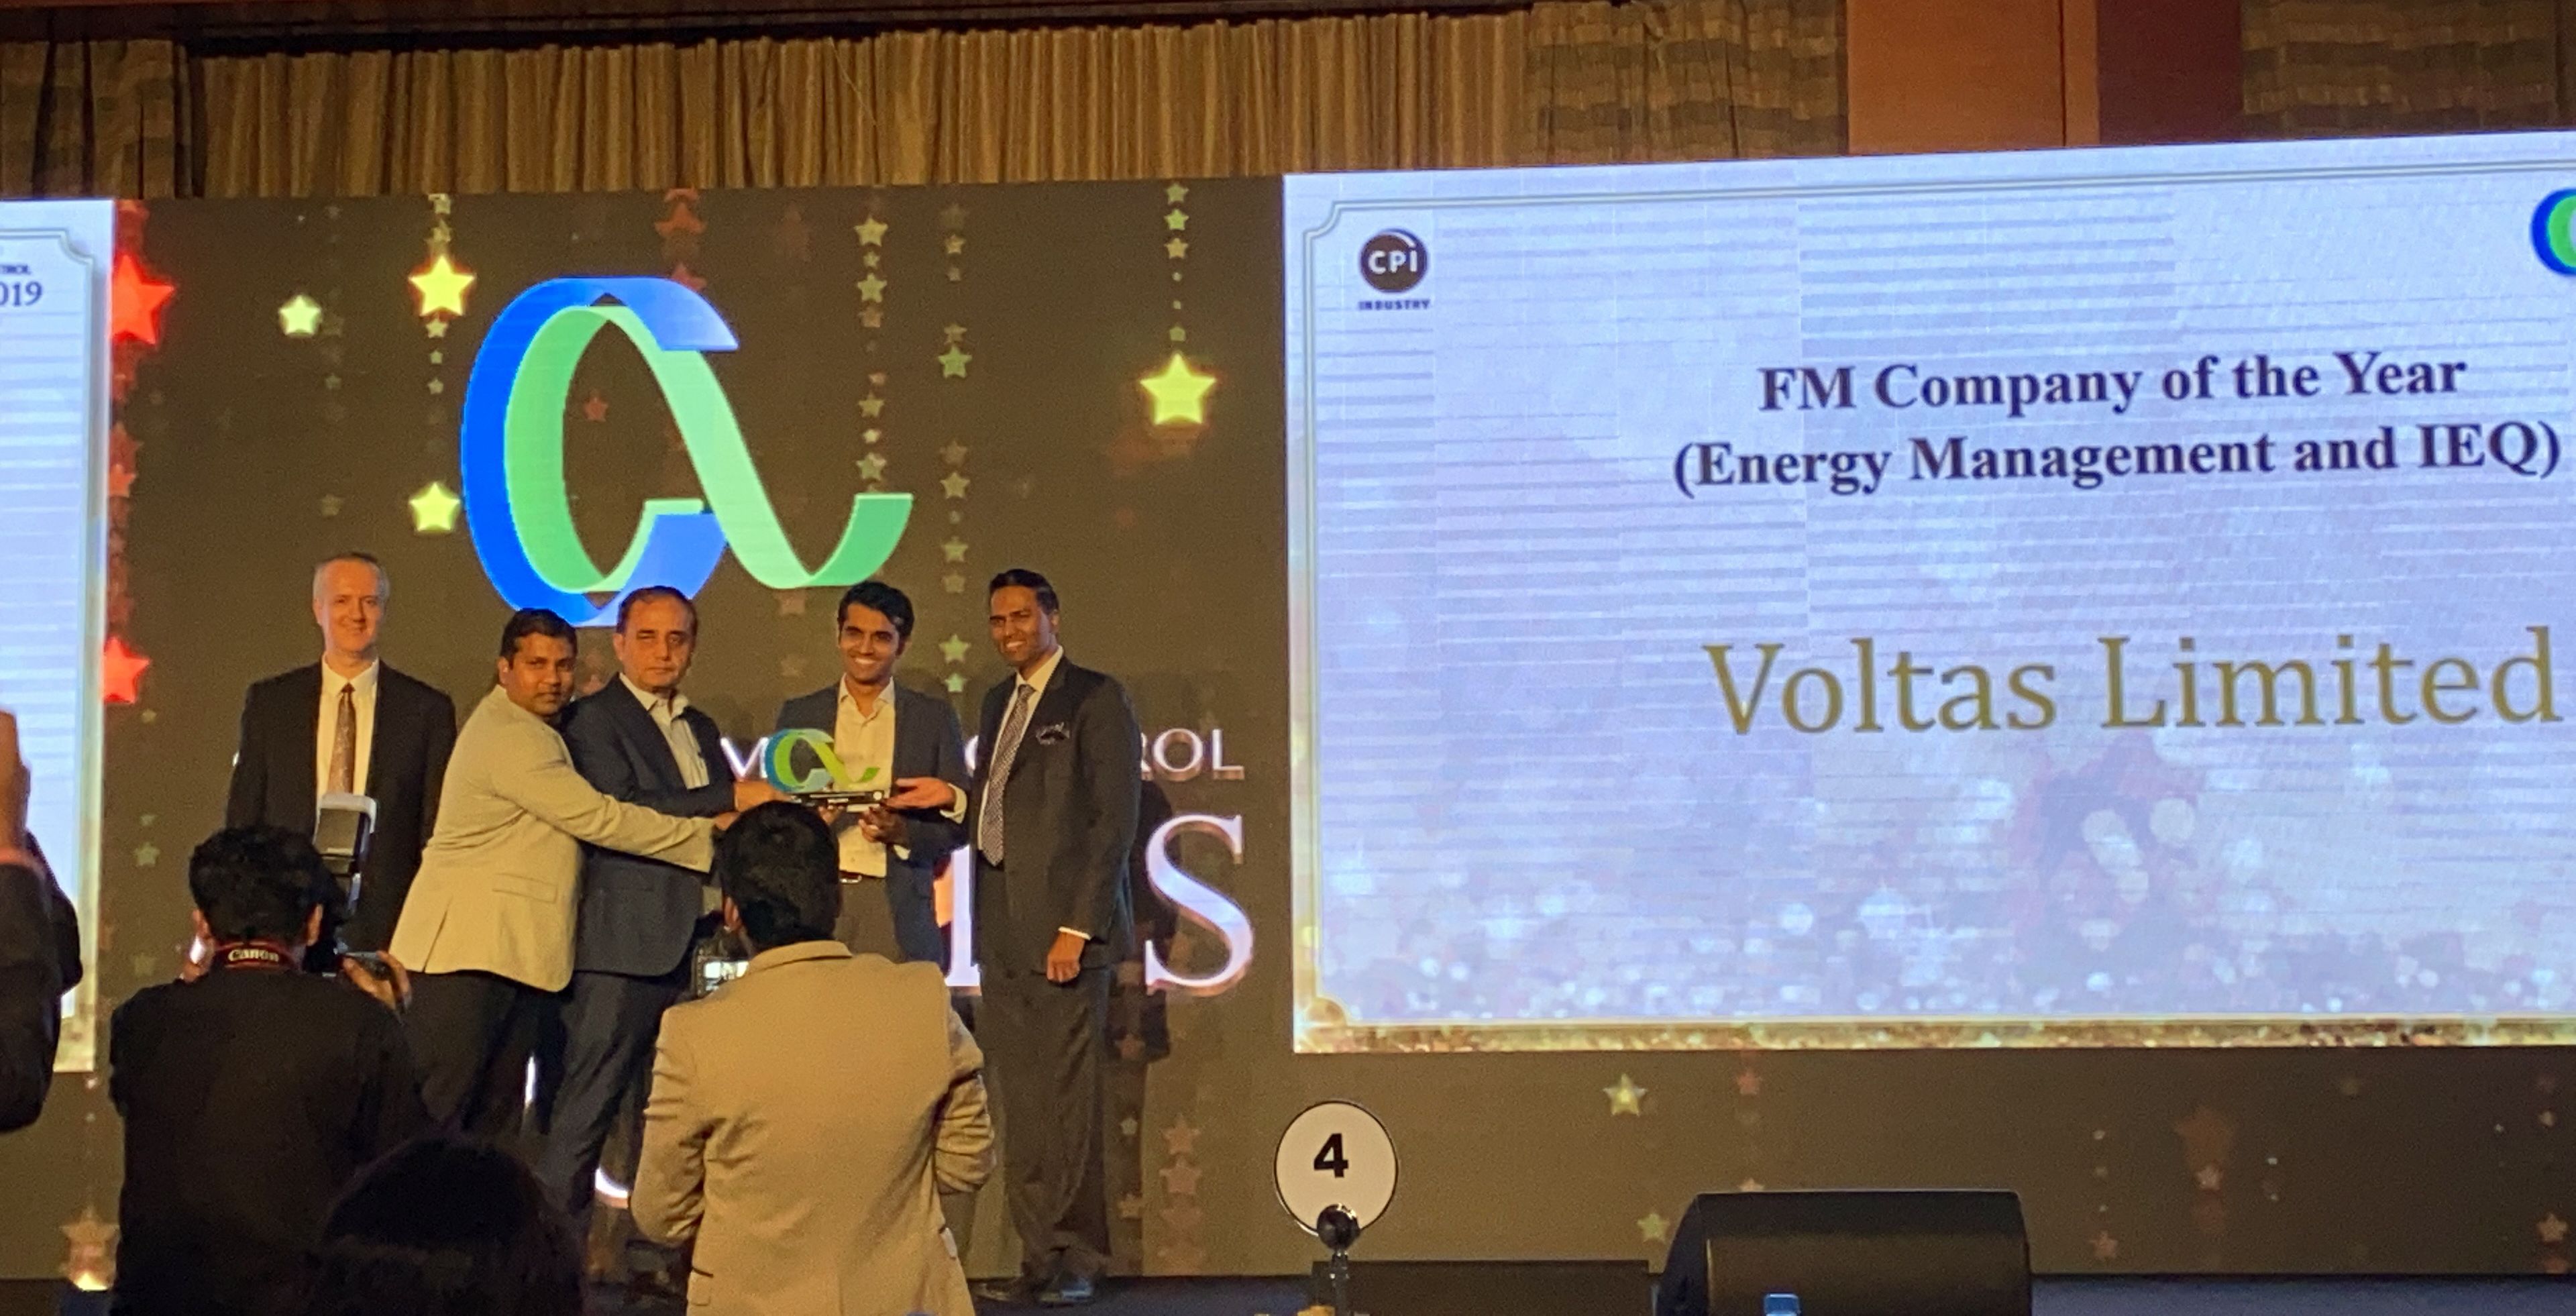 019
CPI
INDUSTRY
FM Company of the Year
(Energy Management and IEQ)
Voltas Limited
ROL
S
Canon
4